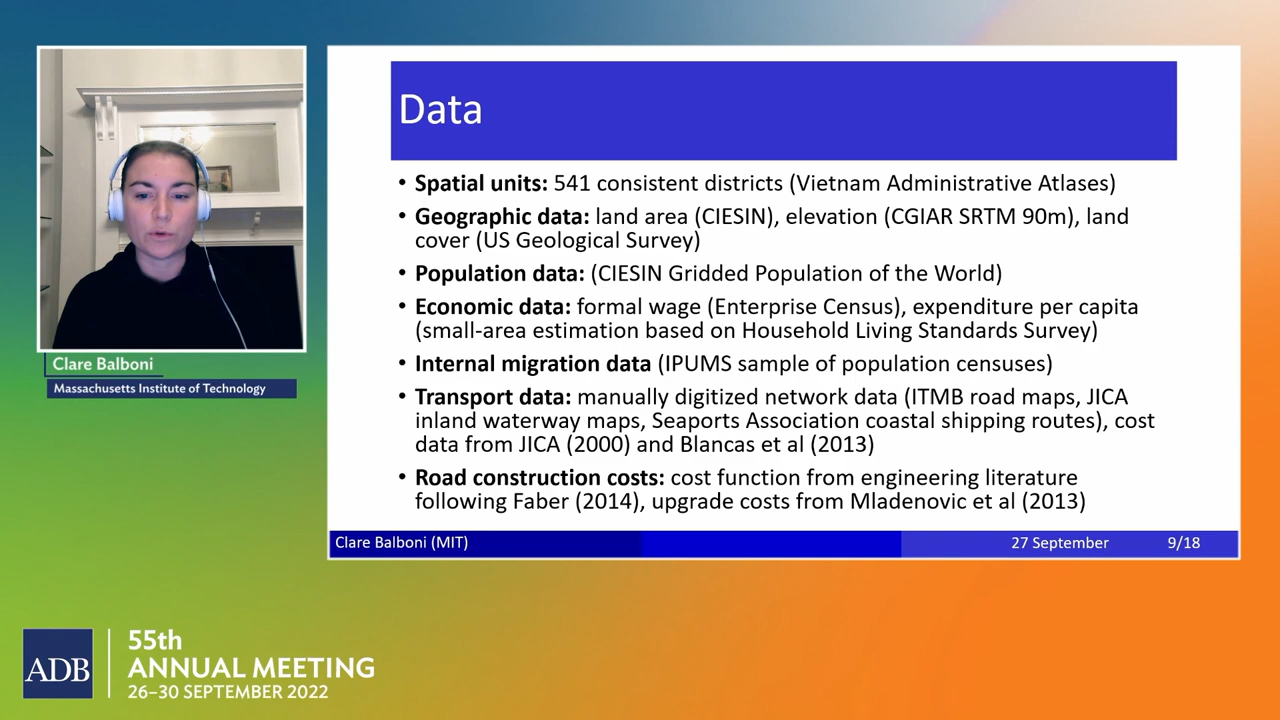 Data
• Spatial units: 541 consistent districts (Vietnam Administrative Atlases)
• Geographic data: land area (CIESIN), elevation (CGIAR SRTM 90m), land
cover (US Geological Survey)
• Population data: (CIESIN Gridded Population of the World)
• Economic data: formal wage (Enterprise Census), expenditure per capita
(small-area estimation based on Household Living Standards Survey)
• Internal migration data (IPUMS sample of population censuses)
• Transport data: manually digitized network data (ITMB road maps, JICA
inland waterway maps, Seaports Association coastal shipping routes), cost
data from JICA (2000) and Blancas et al (2013)
• Road construction costs: cost function from engineering literature
following Faber (2014), upgrade costs from Mladenovic et al (2013)
Clare Balboni (MIT) 27 September 9/18
Clare Balboni
Massachusetts Institute of Technology
ADB
55th
ANNUAL MEETING
26–30 SEPTEMBER 2022